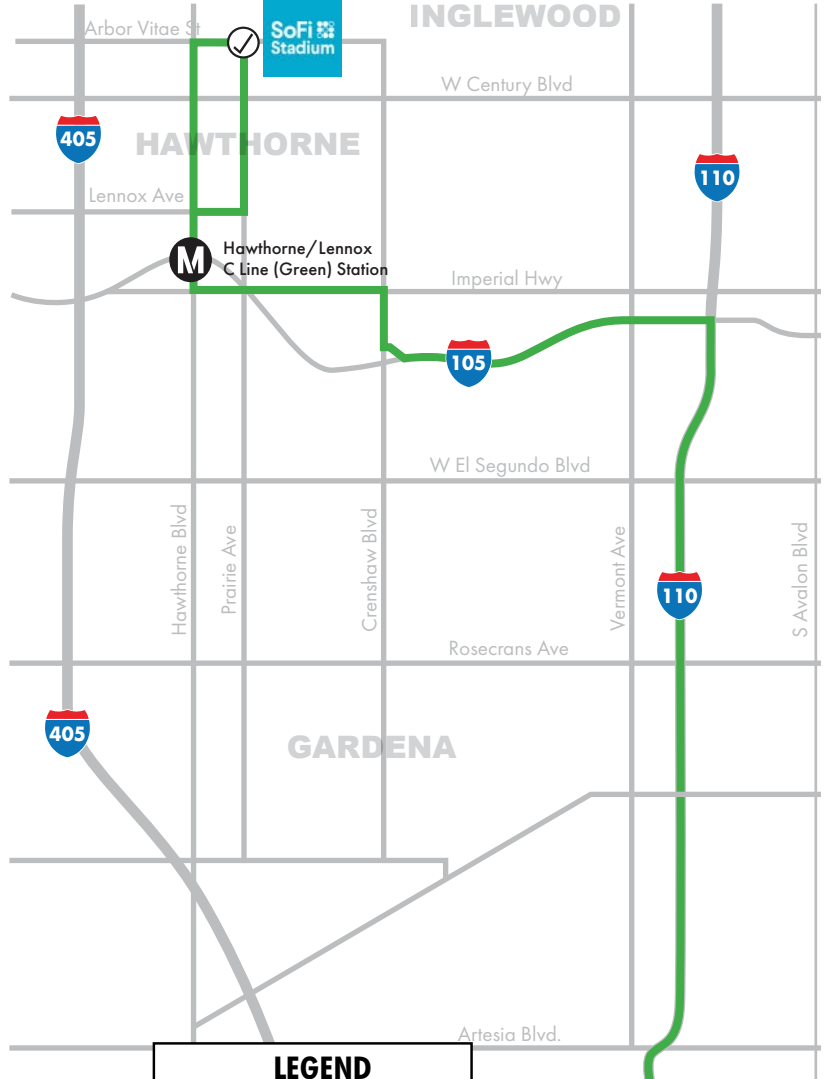 INGLEWOOD
Arbor Vitae St
SoFi
Stadium
W Century Blvd
405
HAWTHORNE
110
Lennox Ave
M
Hawthorne/Lennox
C Line (Green) Station
Imperial Hwy
105
W El Segundo Blvd
Hawthorne Blvd
Prairie Ave
Crenshaw Blvd
Vermont Ave
S Avalon Blvd
110
Rosecrans Ave
405
GARDENA
Artesia Blvd.
LEGEND